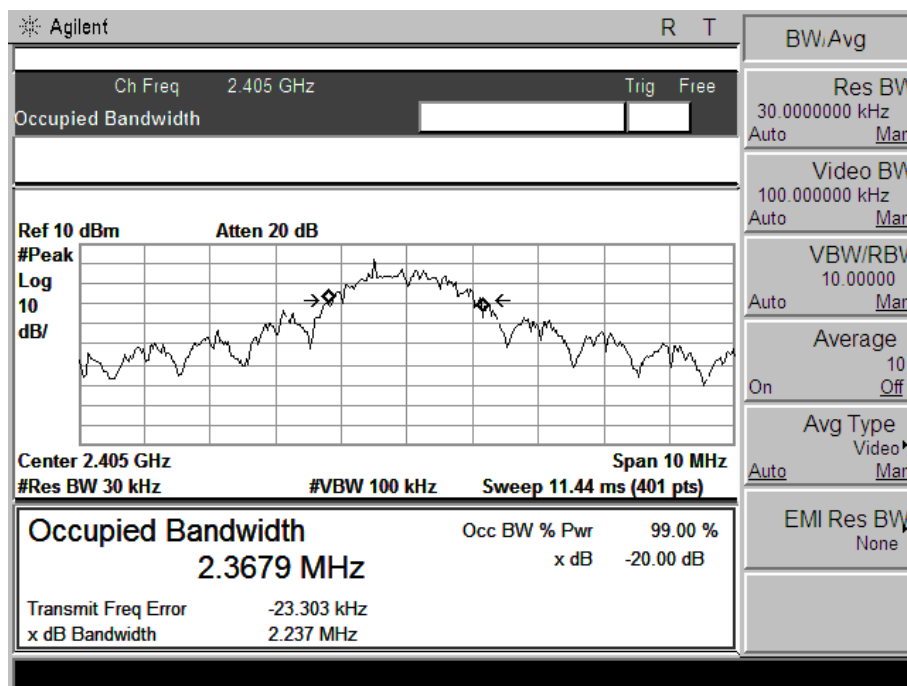 Agilent R T
Ch Freq 2.405 GHz Trig Free
Occupied Bandwidth
Ref 10 dBm Atten 20 dB
#Peak
Log
10
dB/
Center 2.405 GHz Span 10 MHz
#Res BW 30 kHz #VBW 100 kHz Sweep 11.44 ms (401 pts)
Occupied Bandwidth
2.3679 MHz
Occ BW % Pwr 99.00 %
x dB -20.00 dB
Transmit Freq Error -23.303 kHz
x dB Bandwidth 2.237 MHz
BW/Avg
Res BW
30.0000000 kHz
Auto Man
Video BW
100.000000 kHz
Auto Man
VBW/RBW
10.00000
Auto Man
Average
10
On Off
Avg Type
Video
Auto Man
EMI Res BW
None